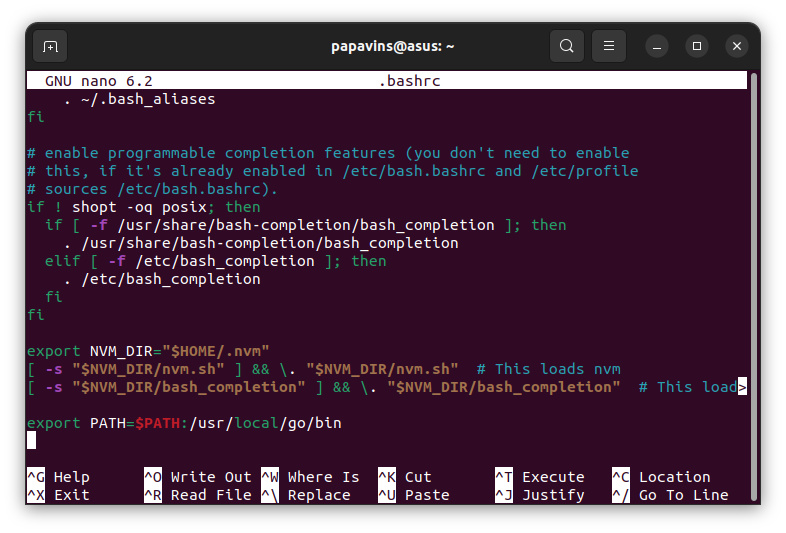 papavins@asus: ~
GNU nano 6.2 .bashrc
. ~/.bash_aliases
fi
# enable programmable completion features (you don't need to enable
# this, if it's already enabled in /etc/bash.bashrc and /etc/profile
# sources /etc/bash.bashrc).
if ! shopt -oq posix; then
if [ -f /usr/share/bash-completion/bash_completion ]; then
. /usr/share/bash-completion/bash_completion
elif [ -f /etc/bash_completion ]; then
. /etc/bash_completion
fi
fi
export NVM_DIR="$HOME/.nvm"
[ -s "$NVM_DIR/nvm.sh" ] && \. "$NVM_DIR/nvm.sh"  # This loads nvm
[ -s "$NVM_DIR/bash_completion" ] && \. "$NVM_DIR/bash_completion"  # This load>
export PATH=$PATH:/usr/local/go/bin
^G Help ^O Write Out ^W Where Is ^K Cut ^T Execute ^C Location
^X Exit ^R Read File ^\ Replace ^U Paste ^J Justify ^/ Go To Line